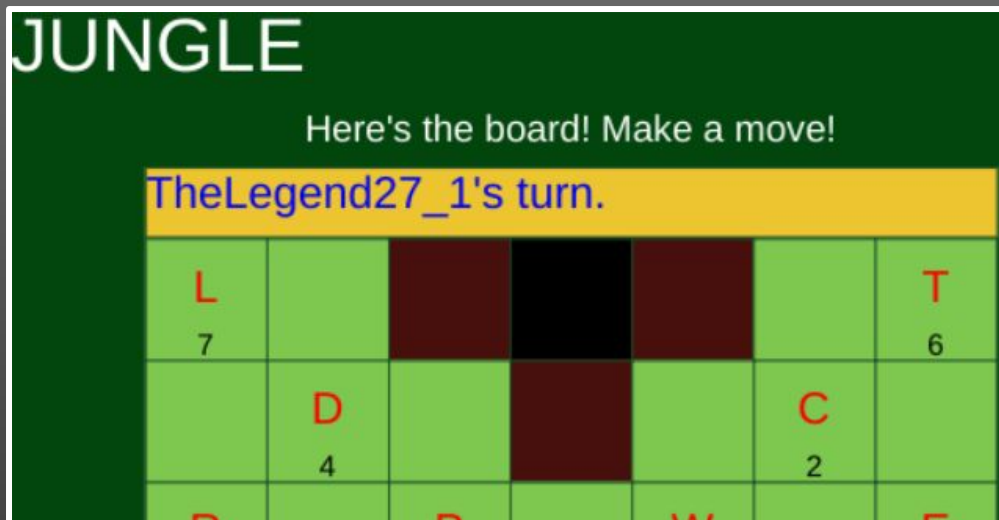 JUNGLE
Here's the board! Make a move!
TheLegend27_1's turn.
L T
7 6
D C
4 2